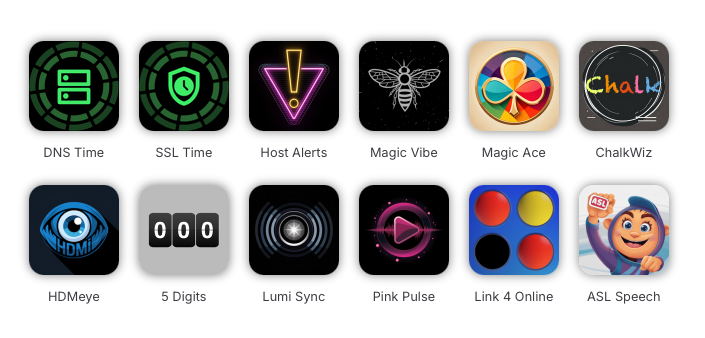 Chalk
DNS Time
SSL Time
Host Alerts
Magic Vibe
Magic Ace
ChalkWiz
HDMi
0 0 0
ASL
HDMeye
5 Digits
Lumi Sync
Pink Pulse
Link 4 Online
ASL Speech